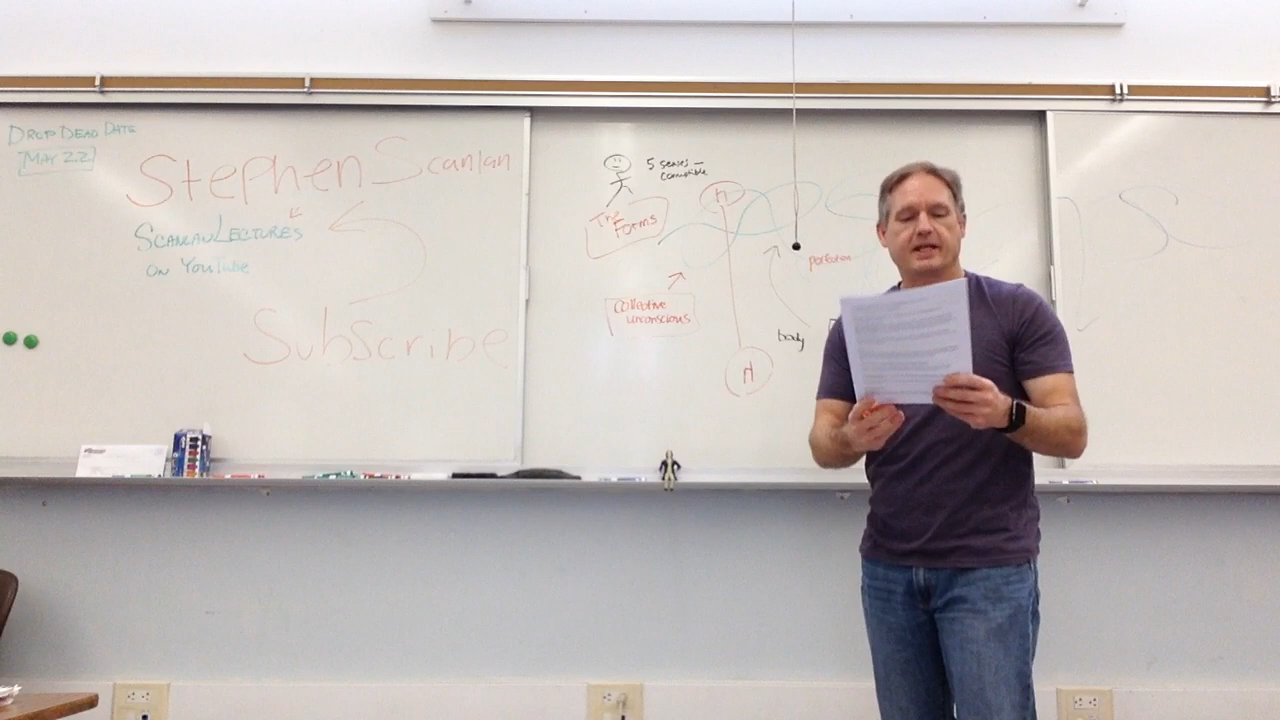 DROP DEAD DATE
MAY 22
Stephen Scanlan
SCANLANLECTURES
ON YOUTUBE
Subscribe
5 senses –
corruptible
The
Forms
H
perfection
Collective
unconscious
body
H